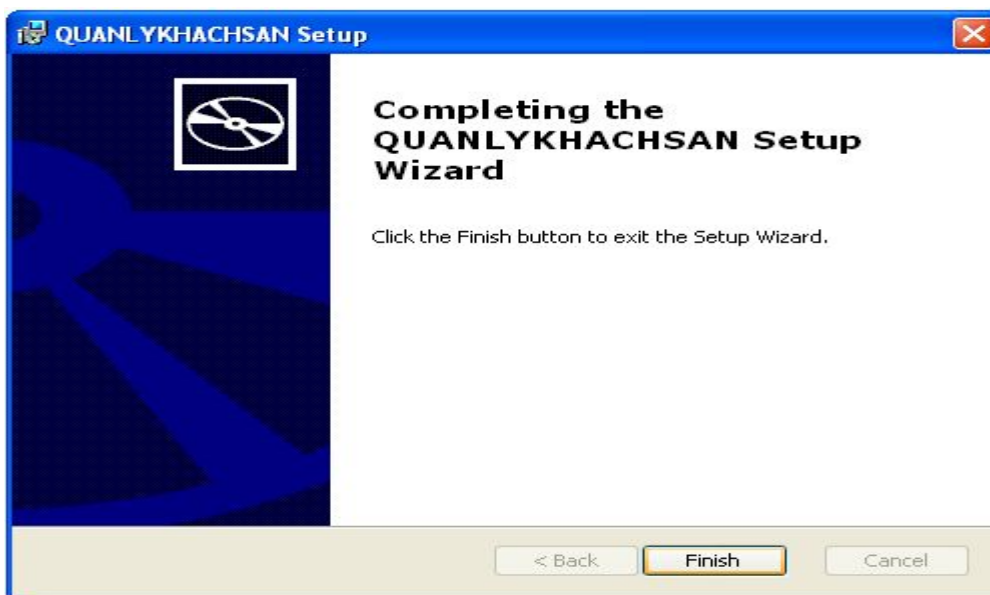 QUANLYKHACHSAN Setup
Completing the
QUANLYKHACHSAN Setup
Wizard
Click the Finish button to exit the Setup Wizard.
< Back Finish Cancel